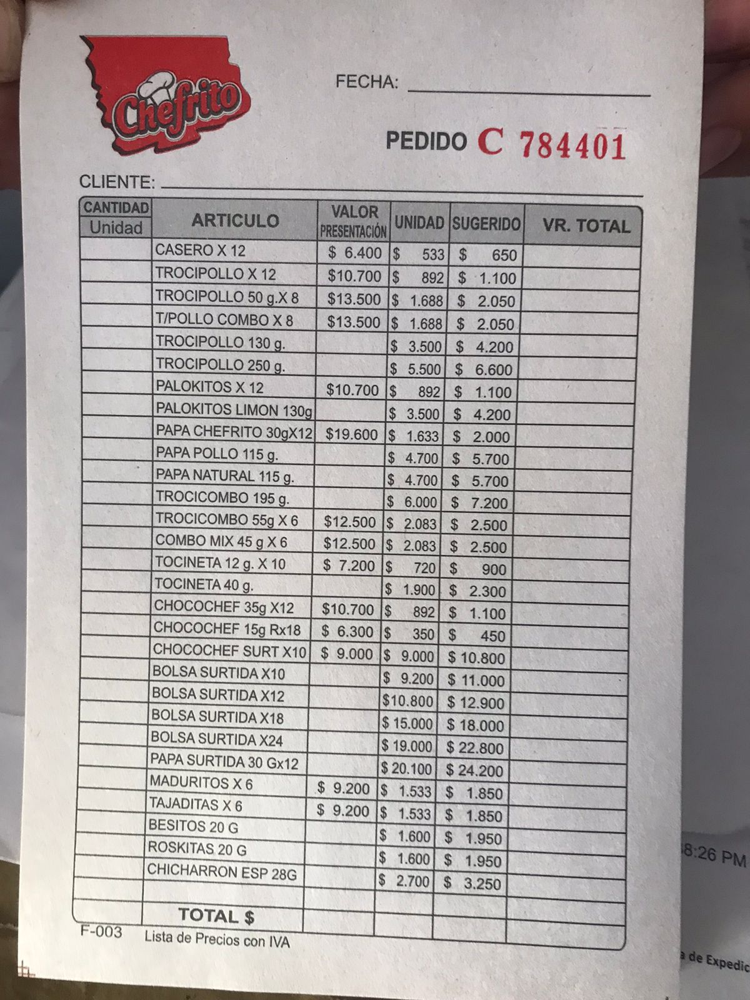 Chefrito
FECHA:
PEDIDO C 784401
CLIENTE:
CANTIDAD Unidad ARTICULO VALOR PRESENTACIÓN UNIDAD SUGERIDO VR. TOTAL
CASERO X 12 $ 6.400 $ 533 $ 650
TROCIPOLLO X 12 $10.700 $ 892 $ 1.100
TROCIPOLLO 50 g.X 8 $13.500 $ 1.688 $ 2.050
T/POLLO COMBO X 8 $13.500 $ 1.688 $ 2.050
TROCIPOLLO 130 g. $ 3.500 $ 4.200
TROCIPOLLO 250 g. $ 5.500 $ 6.600
PALOKITOS X 12 $10.700 $ 892 $ 1.100
PALOKITOS LIMON 130g $ 3.500 $ 4.200
PAPA CHEFRITO 30gX12 $19.600 $ 1.633 $ 2.000
PAPA POLLO 115 g. $ 4.700 $ 5.700
PAPA NATURAL 115 g. $ 4.700 $ 5.700
TROCICOMBO 195 g. $ 6.000 $ 7.200
TROCICOMBO 55g X 6 $12.500 $ 2.083 $ 2.500
COMBO MIX 45 g X 6 $12.500 $ 2.083 $ 2.500
TOCINETA 12 g. X 10 $ 7.200 $ 720 $ 900
TOCINETA 40 g. $ 1.900 $ 2.300
CHOCOCHEF 35g X12 $10.700 $ 892 $ 1.100
CHOCOCHEF 15g Rx18 $ 6.300 $ 350 $ 450
CHOCOCHEF SURT X10 $ 9.000 $ 9.000 $ 10.800
BOLSA SURTIDA X10 $ 9.200 $ 11.000
BOLSA SURTIDA X12 $10.800 $ 12.900
BOLSA SURTIDA X18 $ 15.000 $ 18.000
BOLSA SURTIDA X24 $ 19.000 $ 22.800
PAPA SURTIDA 30 Gx12 $ 20.100 $ 24.200
MADURITOS X 6 $ 9.200 $ 1.533 $ 1.850
TAJADITAS X 6 $ 9.200 $ 1.533 $ 1.850
BESITOS 20 G $ 1.600 $ 1.950
ROSKITAS 20 G $ 1.600 $ 1.950
CHICHARRON ESP 28G $ 2.700 $ 3.250
TOTAL $
F-003 Lista de Precios con IVA
8:26 PM
de Expedic